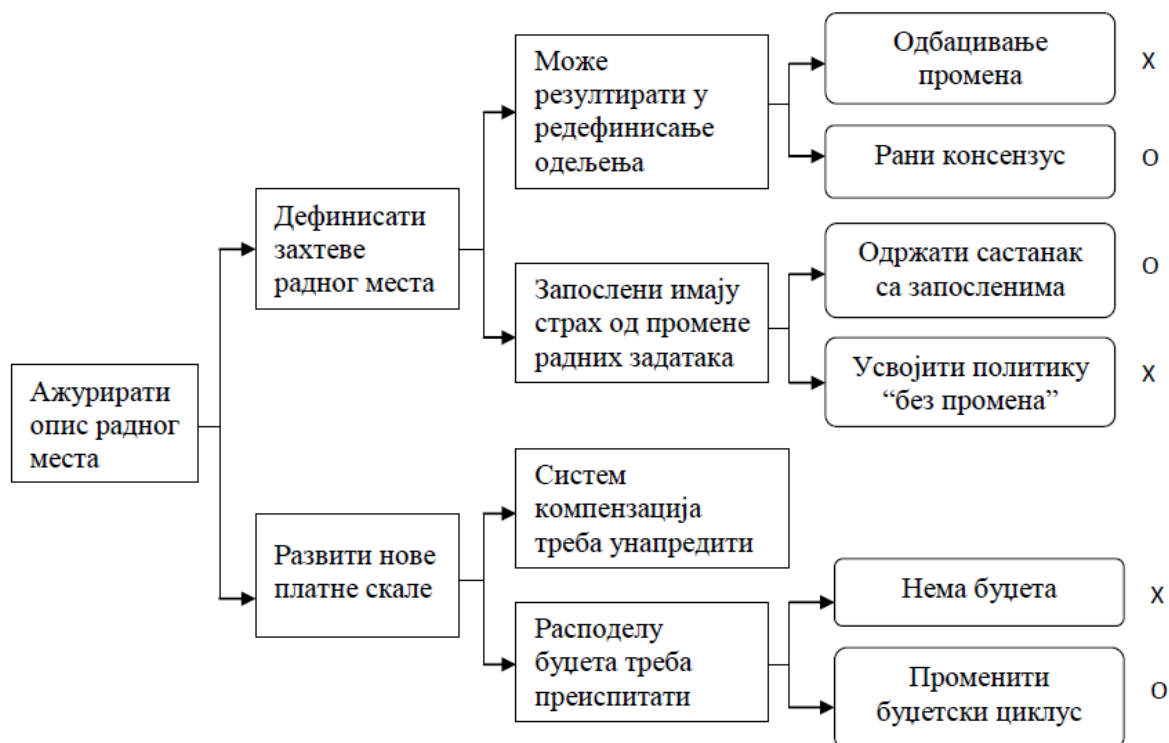 Ажурирати
опис радног
места
Дефинисати
захтеве
радног места
Развити нове
платне скале
Може
резултирати у
редефинисање
одељења
Запослени имају
страх од промене
радних задатака
Систем
компензација
треба унапредити
Расподелу
буџета треба
преиспитати
Одбацивање
промена
X
Рани консензус
O
Одржати састанак
са запосленима
O
Усвојити политику
“без промена”
X
Нема буџета
X
Променити
буџетски циклус
O